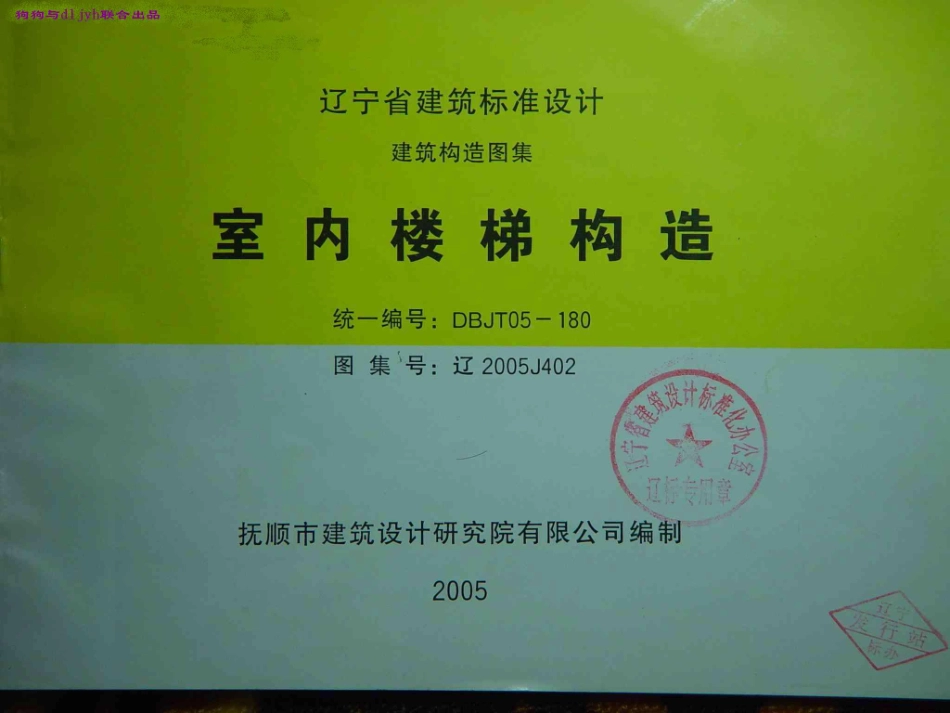 狗狗与dljyh联合出品
辽宁省建筑标准设计
建筑构造图集
室内楼梯构造
统一编号：DBJT05－180
图集号：辽2005J402
辽宁省建筑设计标准化办公室
辽标专用章
抚顺市建筑设计研究院有限公司编制
2005
辽宁
发行站
标办